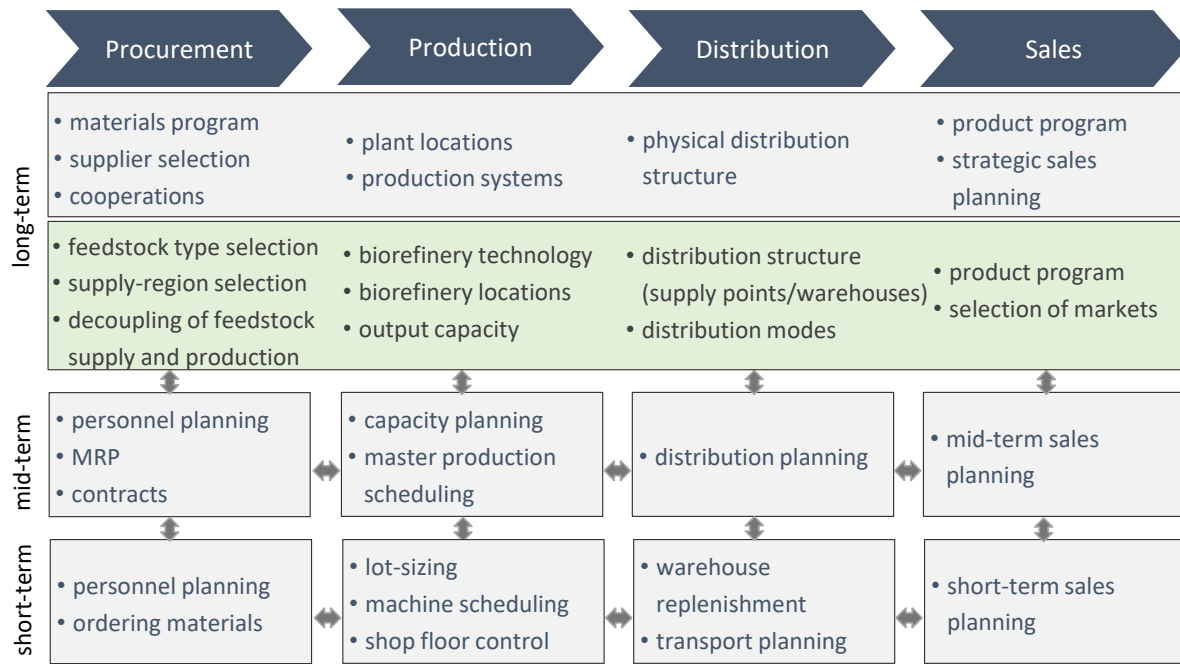 Procurement
Production
Distribution
Sales
long-term
• materials program
• supplier selection
• cooperations
• plant locations
• production systems
• physical distribution
structure
• product program
• strategic sales
planning
• feedstock type selection
• supply-region selection
• decoupling of feedstock
supply and production
• biorefinery technology
• biorefinery locations
• output capacity
• distribution structure
(supply points/warehouses)
• distribution modes
• product program
• selection of markets
mid-term
• personnel planning
• MRP
• contracts
• capacity planning
• master production
scheduling
• distribution planning
• mid-term sales
planning
short-term
• personnel planning
• ordering materials
• lot-sizing
• machine scheduling
• shop floor control
• warehouse
replenishment
• transport planning
• short-term sales
planning